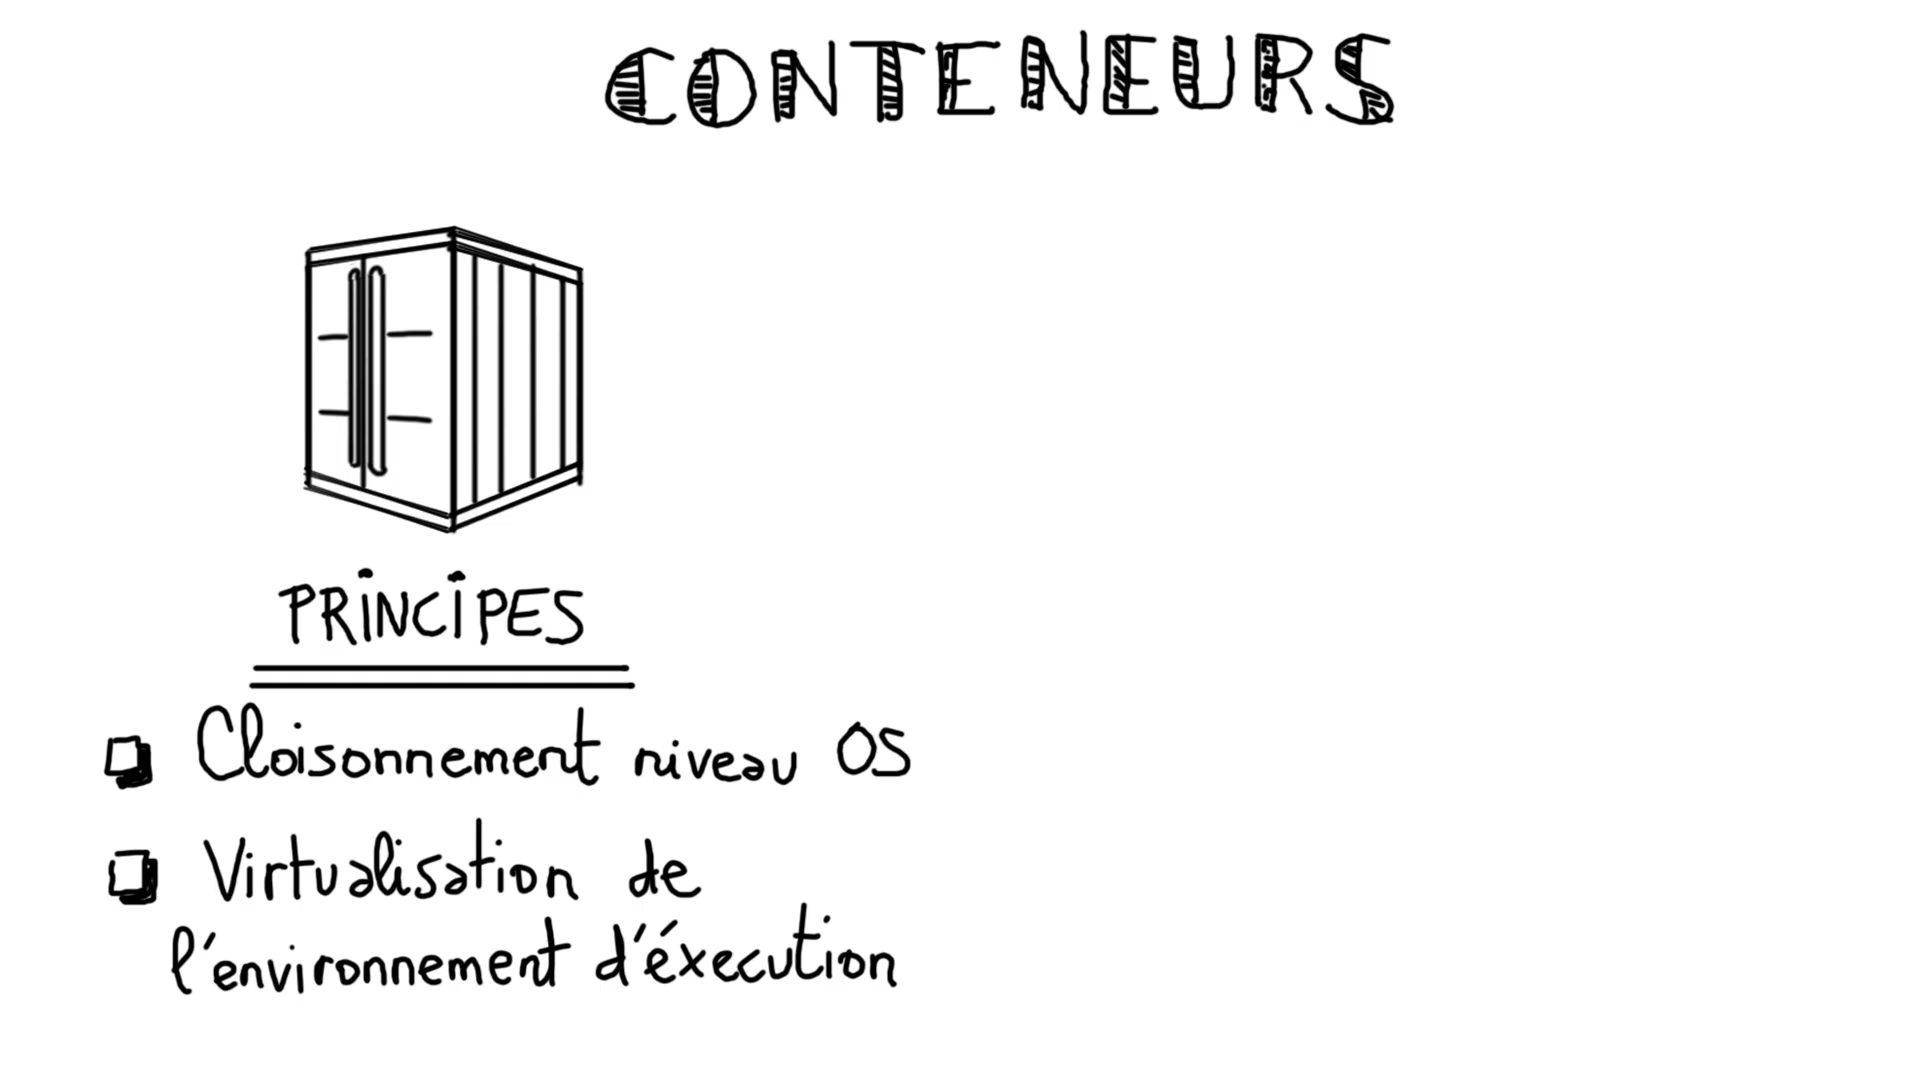 CONTENEURS
PRiNCiPES
Cloisonnement niveau OS
Virtualisation de
l'environnement d'éxecution